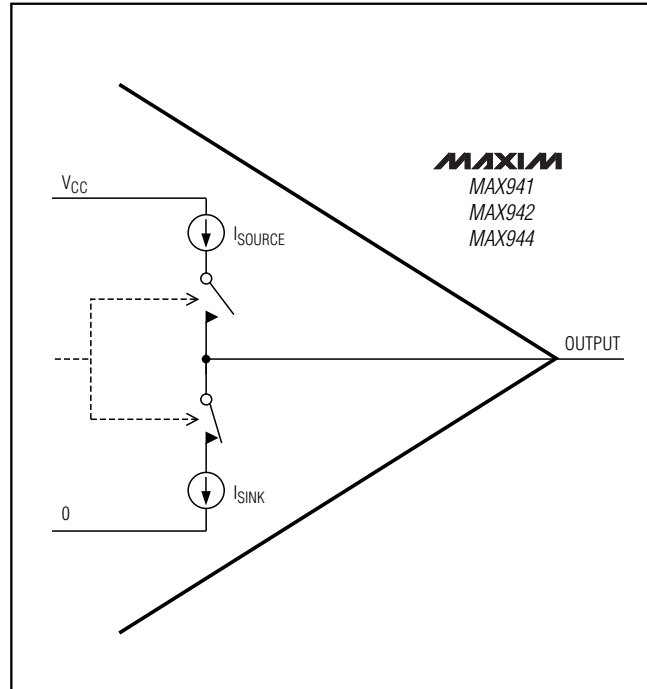 MAXIM
MAX941
MAX942
MAX944
VCC
ISOURCE
OUTPUT
ISINK
0